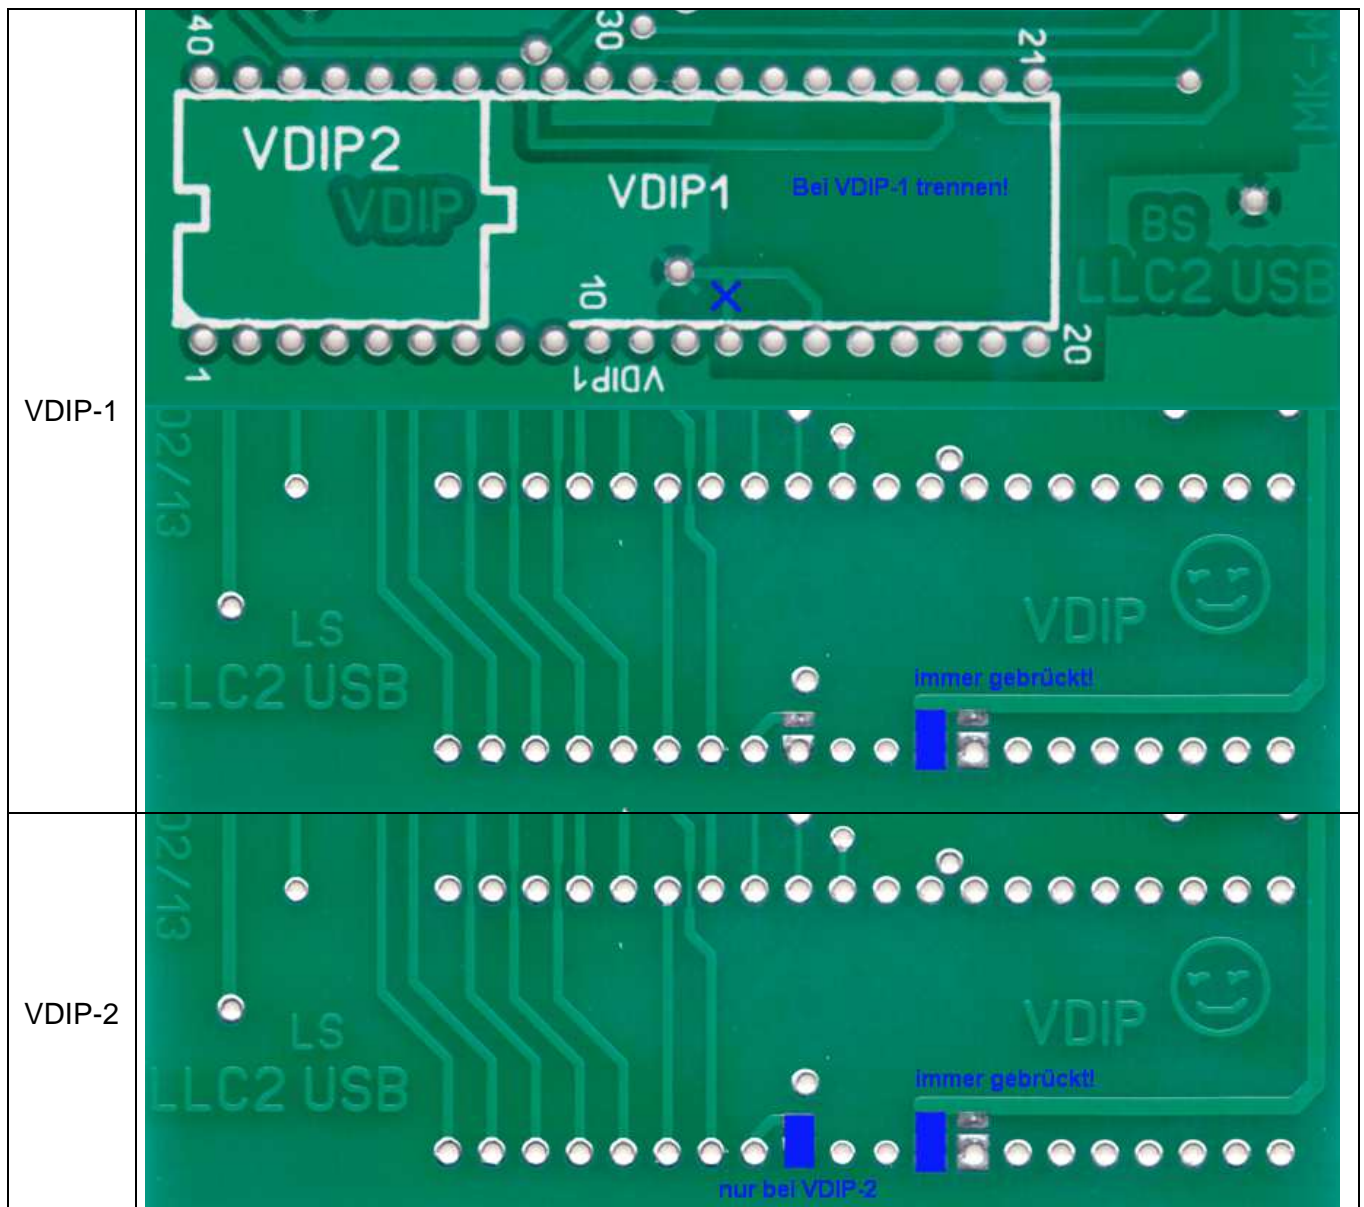 VDIP-1
40
30
21
MK-M
VDIP2
VDIP
VDIP1
Bei VDIP-1 trennen!
BS
LLC2 USB
10
1
VDIP1
20
02/13
LS
LLC2 USB
VDIP
immer gebrückt!
VDIP-2
02/13
LS
LLC2 USB
VDIP
immer gebrückt!
nur bei VDIP-2